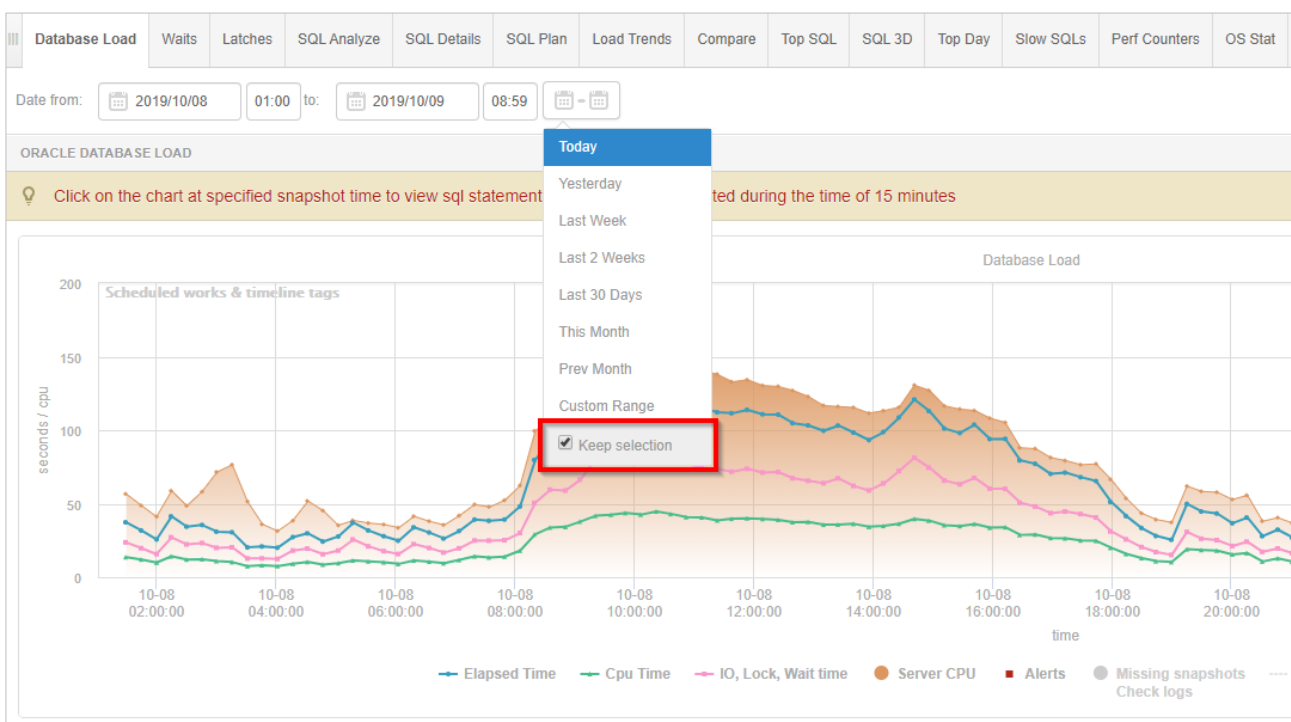 Database Load Waits Latches SQL Analyze SQL Details SQL Plan Load Trends Compare Top SQL SQL 3D Top Day Slow SQLs Perf Counters OS Stat
Date from: 2019/10/08 01:00 to: 2019/10/09 08:59
ORACLE DATABASE LOAD
Click on the chart at specified snapshot time to view sql statement ted during the time of 15 minutes
Today
Yesterday
Last Week
Last 2 Weeks
Last 30 Days
This Month
Prev Month
Custom Range
Keep selection
Database Load
Scheduled works & timeline tags
seconds / cpu
200
150
100
50
0
10-08 10-08 10-08 10-08 10-08 10-08 10-08 10-08 10-08 10-08
02:00:00 04:00:00 06:00:00 08:00:00 10:00:00 12:00:00 14:00:00 16:00:00 18:00:00 20:00:00
time
Elapsed Time Cpu Time IO, Lock, Wait time Server CPU Alerts Missing snapshots
Check logs